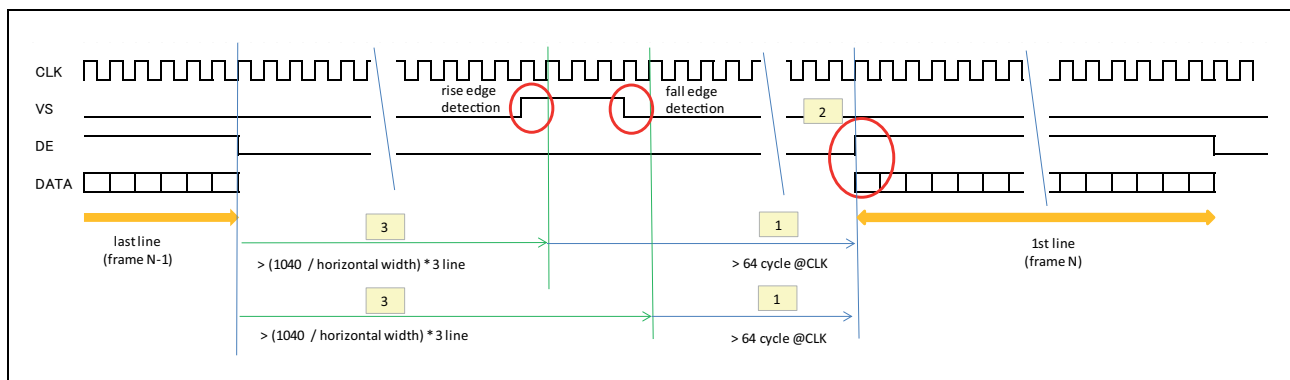 CLK
rise edge
detection
fall edge
detection
VS
2
DE
DATA
last line
(frame N-1)
3
1
1st line
(frame N)
> (1040 / horizontal width) * 3 line
> 64 cycle @CLK
3
1
> (1040 / horizontal width) * 3 line
> 64 cycle @CLK